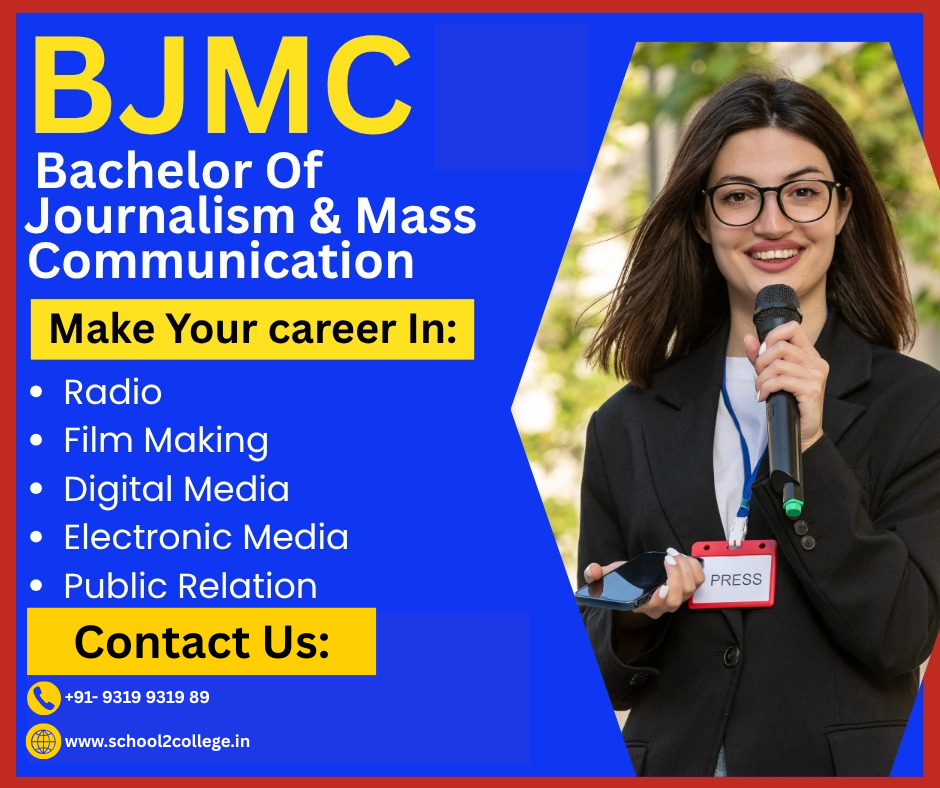 BJMC
Bachelor Of
Journalism & Mass
Communication
Make Your career In:
• Radio
• Film Making
• Digital Media
• Electronic Media
• Public Relation
Contact Us:
+91- 9319 9319 89
www.school2college.in
PRESS